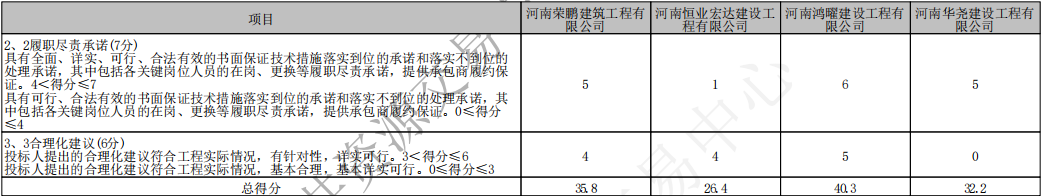 项目
河南荣鹏建筑工程有
限公司
河南恒业宏达建设工
程有限公司
河南鸿曜建设工程有
限公司
河南华尧建设工程有
限公司
2、2履职尽责承诺(7分)
具有全面、详实、可行、合法有效的书面保证技术措施落实到位的承诺和落实不到位的
处理承诺，其中包括各关键岗位人员的在岗、更换等履职尽责承诺，提供承包商履约保
证。4<得分≤7
具有可行、合法有效的书面保证技术措施落实到位的承诺和落实不到位的处理承诺，其
中包括各关键岗位人员的在岗、更换等履职尽责承诺，提供承包商履约保证。0≤得分
≤4
5
1
6
5
3、3合理化建议(6分)
投标人提出的合理化建议符合工程实际情况，有针对性，详实可行。3<得分≤6
投标人提出的合理化建议符合工程实际情况，基本合理，基本详实可行。0≤得分≤3
4
4
5
0
总得分
35.8
26.4
40.3
32.2
共资源交易
易中心